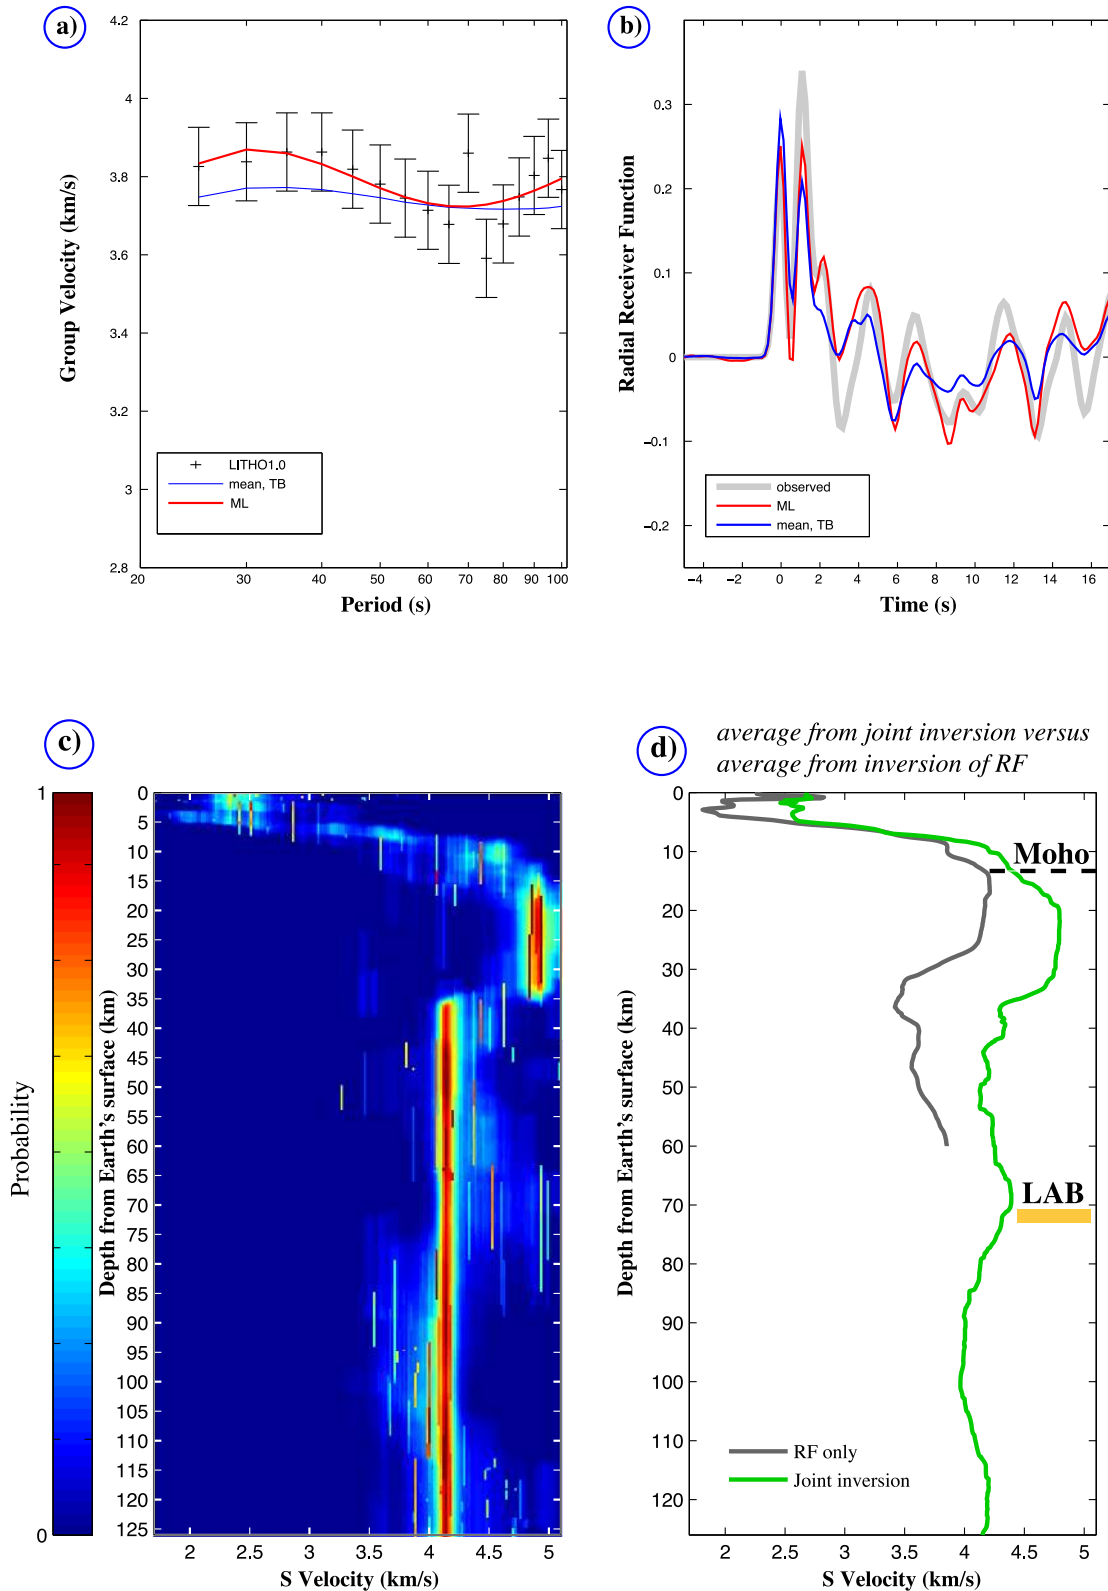 a)
4.2
4
3.8
3.6
3.4
3.2
3
2.8
Group Velocity (km/s)
LITHO1.0
mean, TB
ML
20 30 40 50 60 70 80 90 100
Period (s)
b)
0.3
0.2
0.1
0
−0.1
−0.2
Radial Receiver Function
observed
ML
mean, TB
−4 −2 0 2 4 6 8 10 12 14 16
Time (s)
c)
1
0
Probability
0
5
10
15
20
25
30
35
40
45
50
55
60
65
70
75
80
85
90
95
100
105
110
115
120
125
Depth from Earth's surface (km)
2 2.5 3 3.5 4 4.5 5
S Velocity (km/s)
d)
average from joint inversion versus
average from inversion of RF
0
10
20
30
40
50
60
70
80
90
100
110
120
Depth from Earth's surface (km)
Moho
LAB
RF only
Joint inversion
2 2.5 3 3.5 4 4.5 5
S Velocity (km/s)